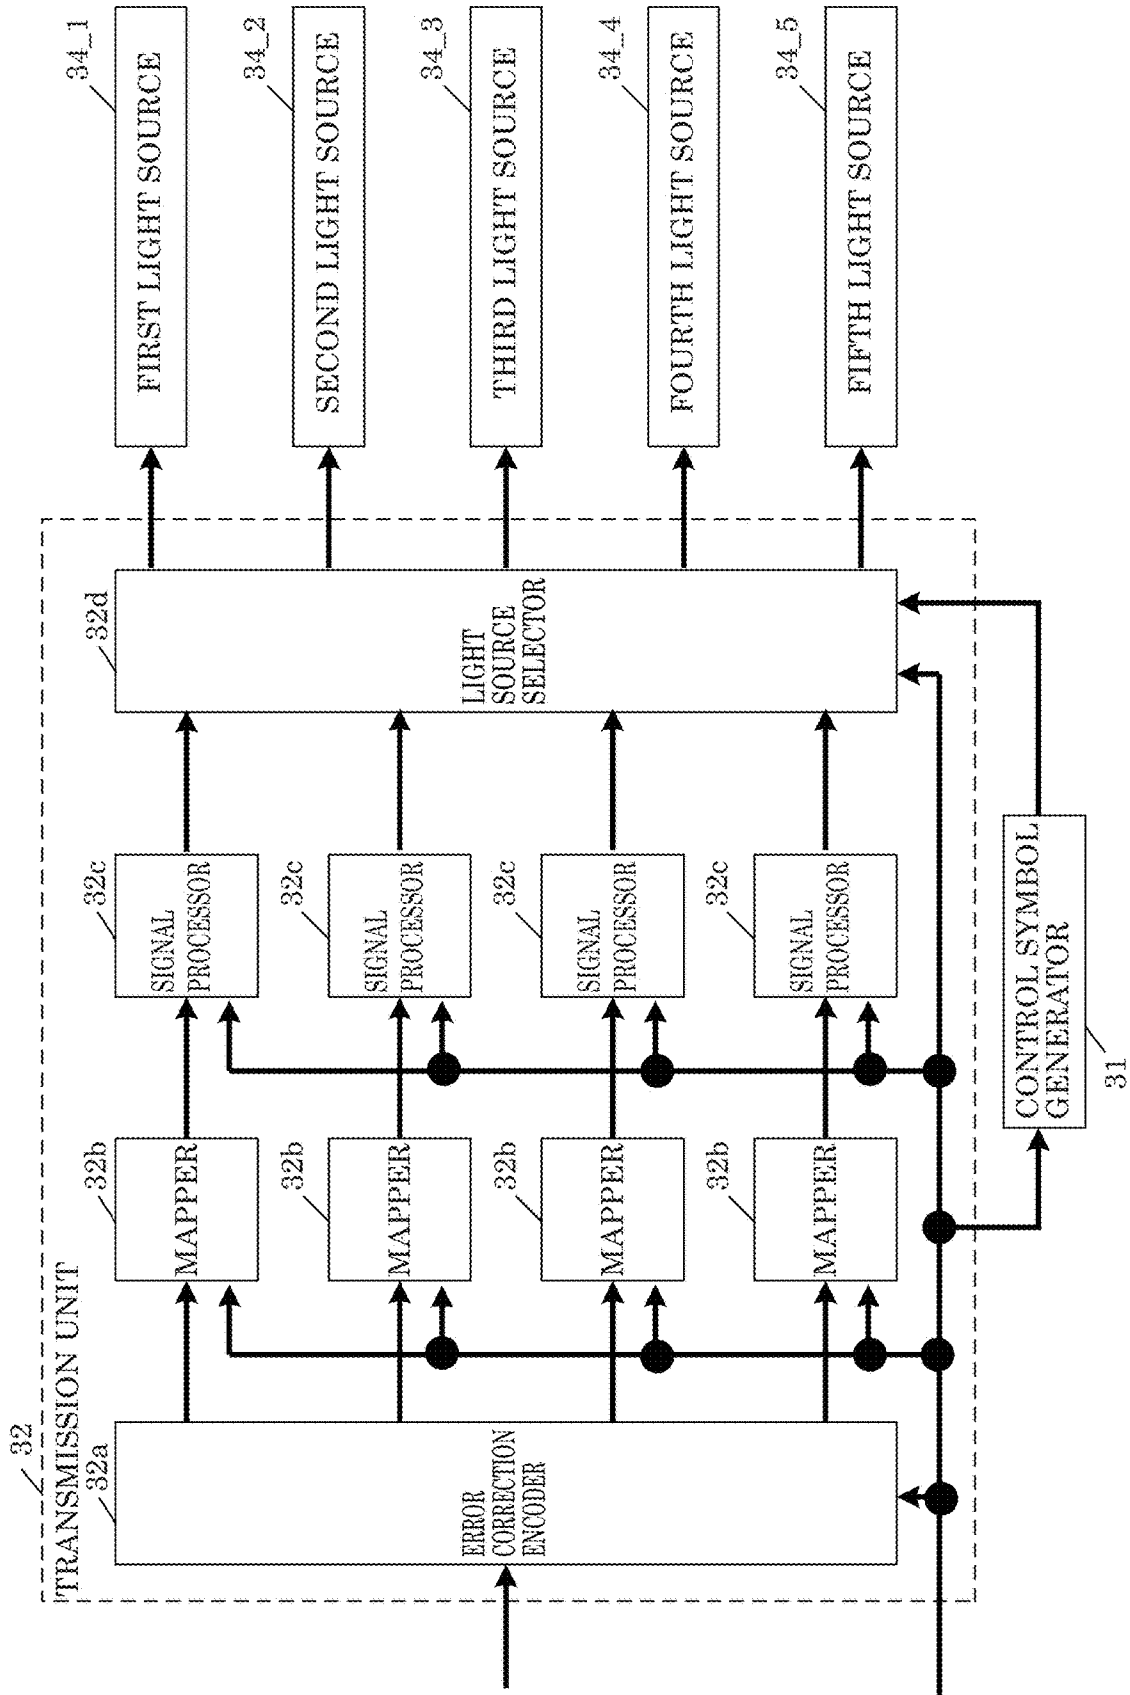 32
TRANSMISSION UNIT
32a
ERROR
CORRECTION
ENCODER
32b
MAPPER
32b
MAPPER
32b
MAPPER
32b
MAPPER
32c
SIGNAL
PROCESSOR
32c
SIGNAL
PROCESSOR
32c
SIGNAL
PROCESSOR
32c
SIGNAL
PROCESSOR
32d
LIGHT
SOURCE
SELECTOR
CONTROL SYMBOL
GENERATOR
31
34_1
FIRST LIGHT SOURCE
34_2
SECOND LIGHT SOURCE
34_3
THIRD LIGHT SOURCE
34_4
FOURTH LIGHT SOURCE
34_5
FIFTH LIGHT SOURCE